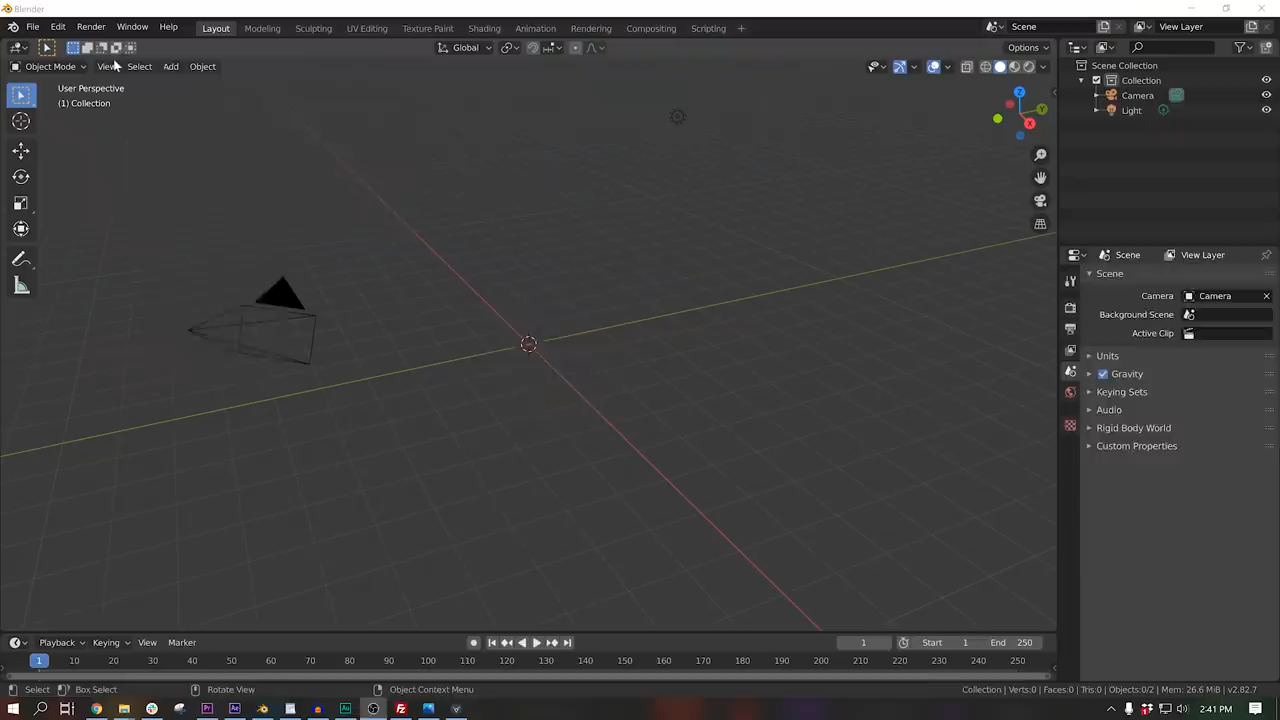 Blender
File Edit Render Window Help Layout Modeling Sculpting UV Editing Texture Paint Shading Animation Rendering Compositing Scripting Scene View Layer
Global Options
Object Mode View Select Add Object Scene Collection
Collection
Camera
Light
User Perspective
(1) Collection
Z
Y
X
Scene View Layer
Scene
Camera Camera
Background Scene
Active Clip
Units
Gravity
Keying Sets
Audio
Rigid Body World
Custom Properties
Playback Keying View Marker 1 Start 1 End 250
1 10 20 30 40 50 60 70 80 90 100 110 120 130 140 150 160 170 180 190 200 210 220 230 240 250
Select Box Select Rotate View Object Context Menu Collection | Verts:0 | Faces:0 | Tris:0 | Objects:0/2 | Mem: 26.6 MiB | v2.82.7
Pr Ae Au Fz 2:41 PM